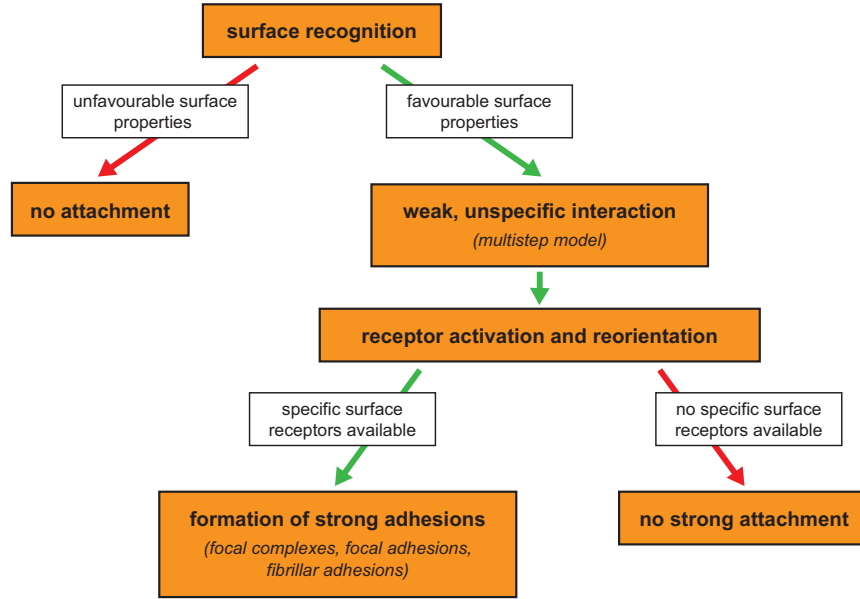 surface recognition
unfavourable surface
properties
favourable surface
properties
no attachment
weak, unspecific interaction
(multistep model)
receptor activation and reorientation
specific surface
receptors available
no specific surface
receptors available
formation of strong adhesions
(focal complexes, focal adhesions,
fibrillar adhesions)
no strong attachment